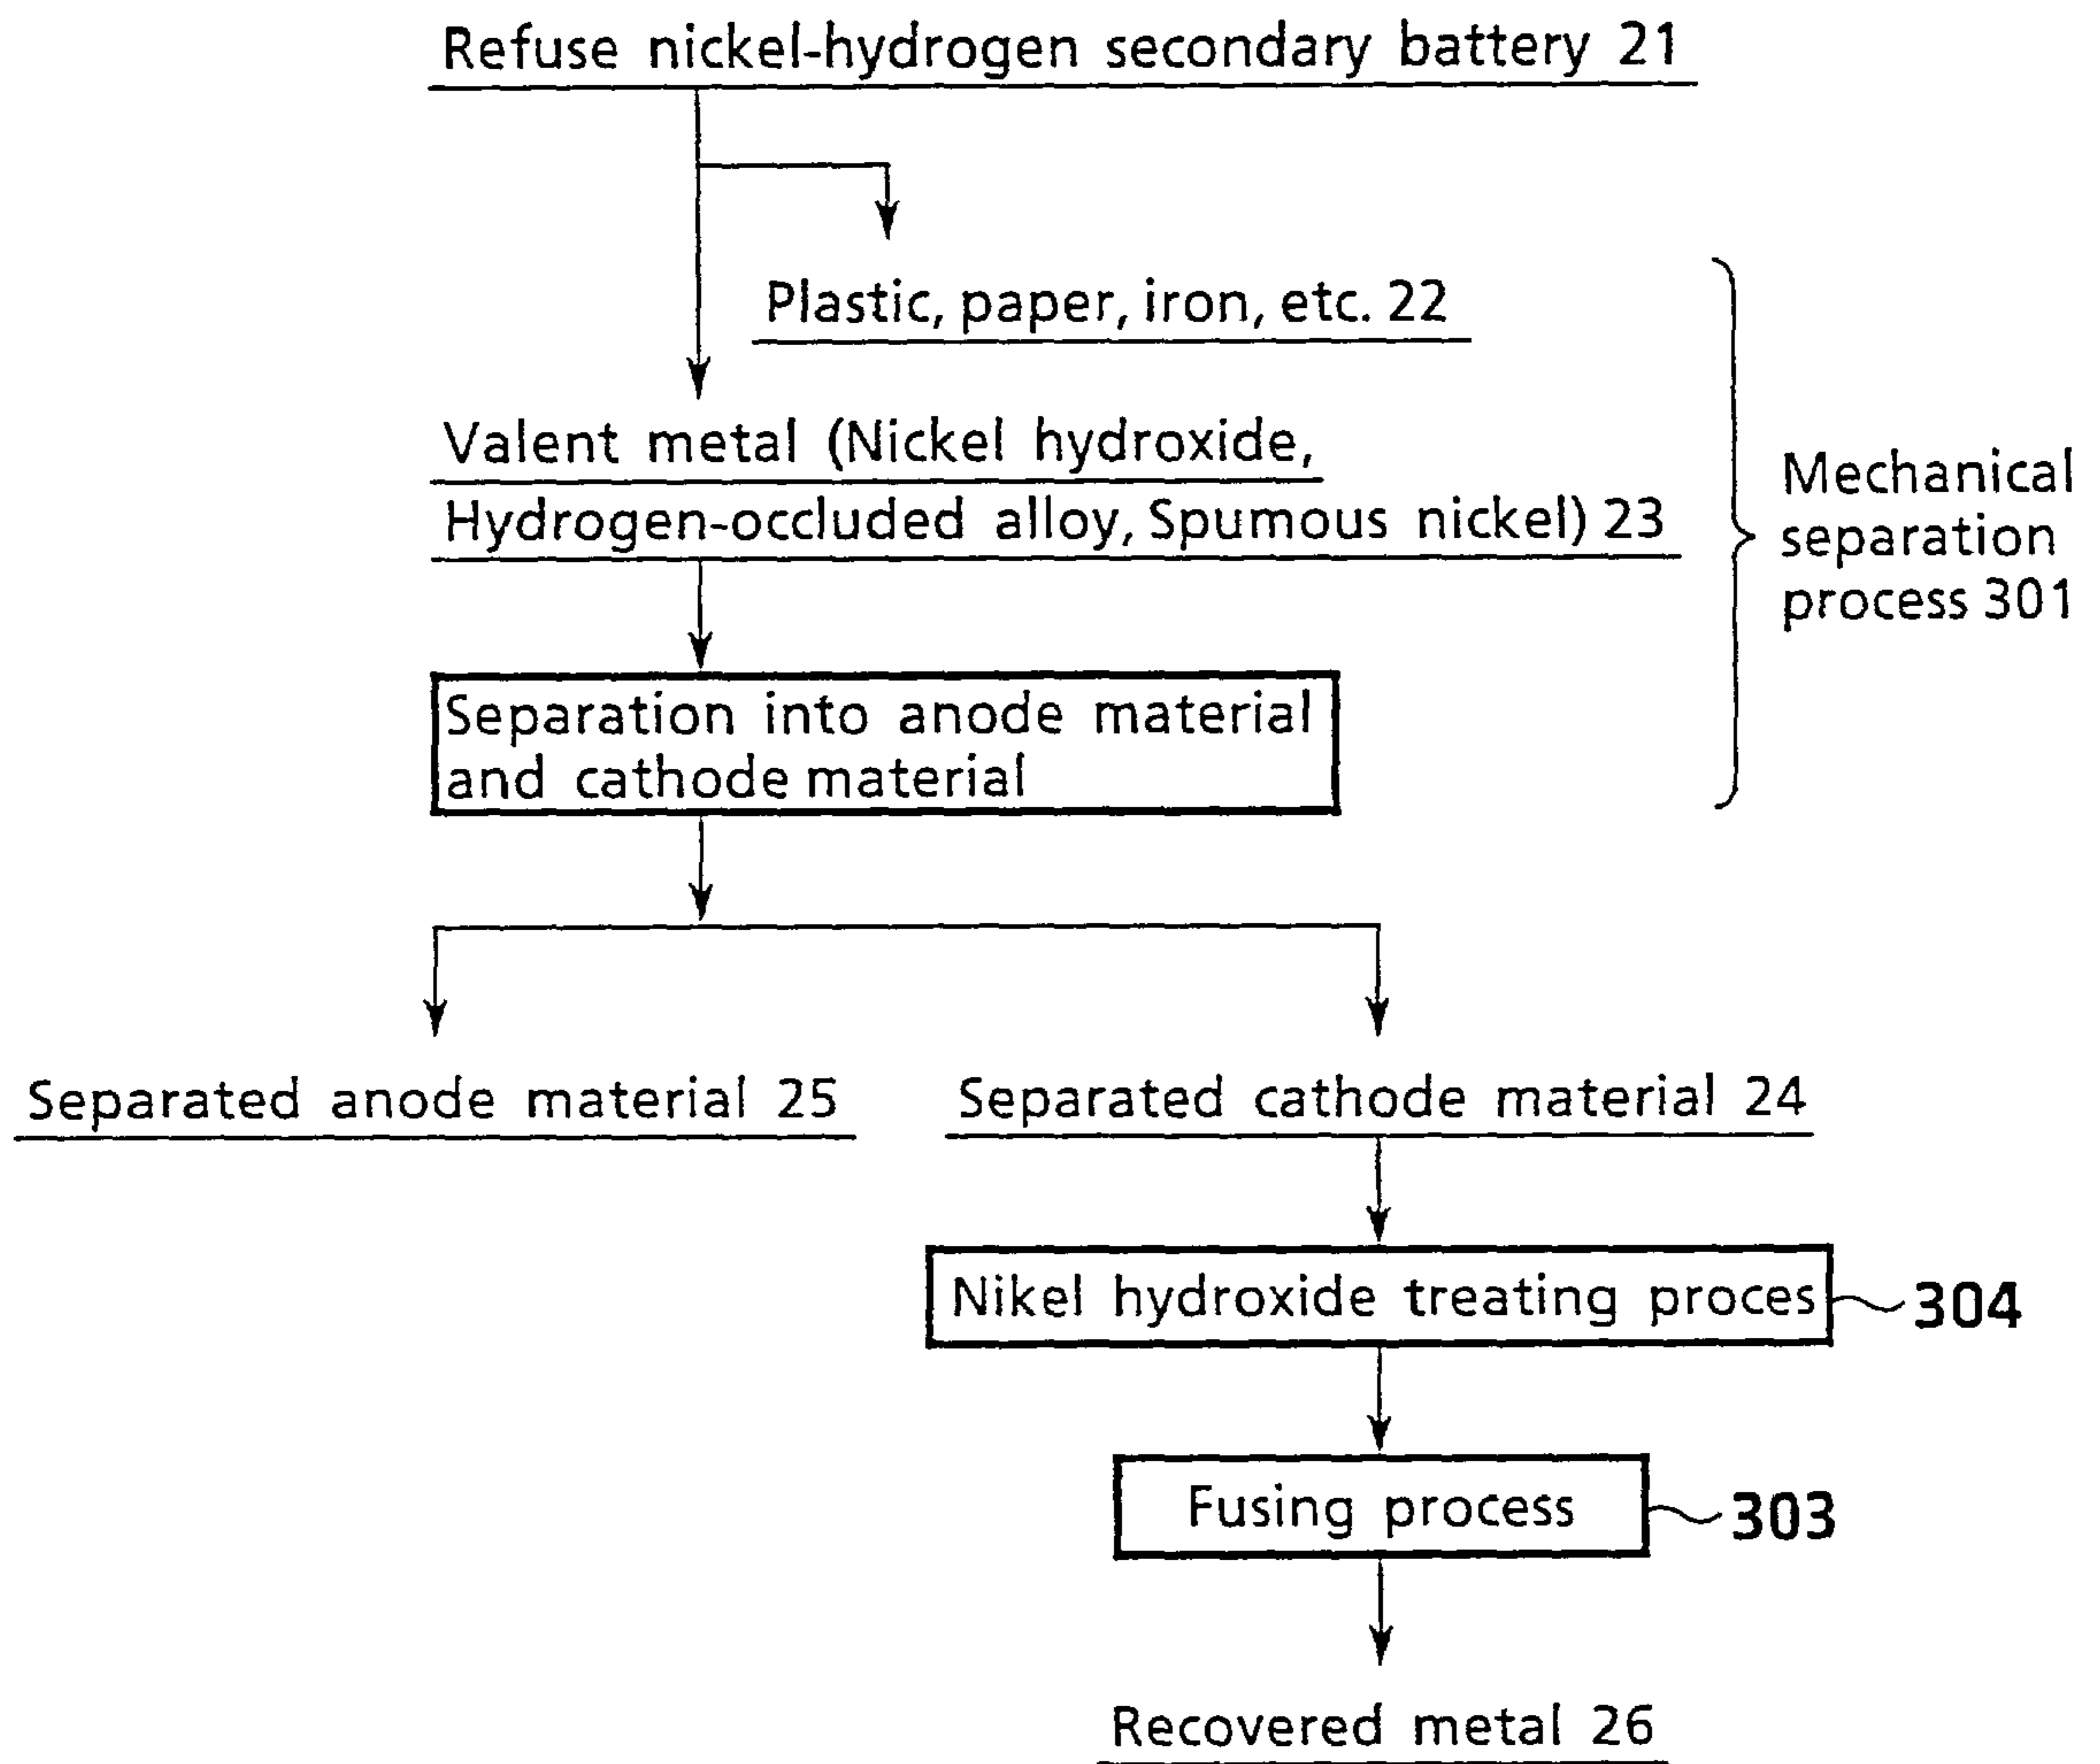 Refuse nickel-hydrogen secondary battery 21
Plastic, paper, iron, etc. 22
Valent metal (Nickel hydroxide,
Hydrogen-occluded alloy, Spumous nickel) 23
Mechanical
separation
process 301
Separation into anode material
and cathode material
Separated anode material 25
Separated cathode material 24
Nikel hydroxide treating proces
304
Fusing process
303
Recovered metal 26